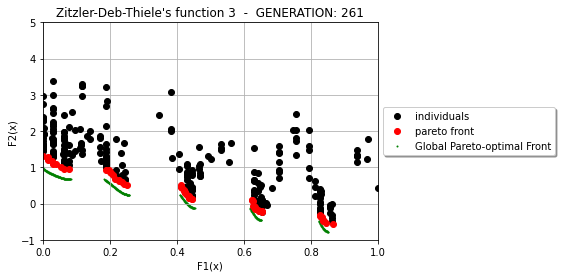 Zitzler-Deb-Thiele's function 3 - GENERATION: 261
5
4
3
2
1
0
−1
F2(x)
0.0 0.2 0.4 0.6 0.8 1.0
F1(x)
individuals
pareto front
Global Pareto-optimal Front